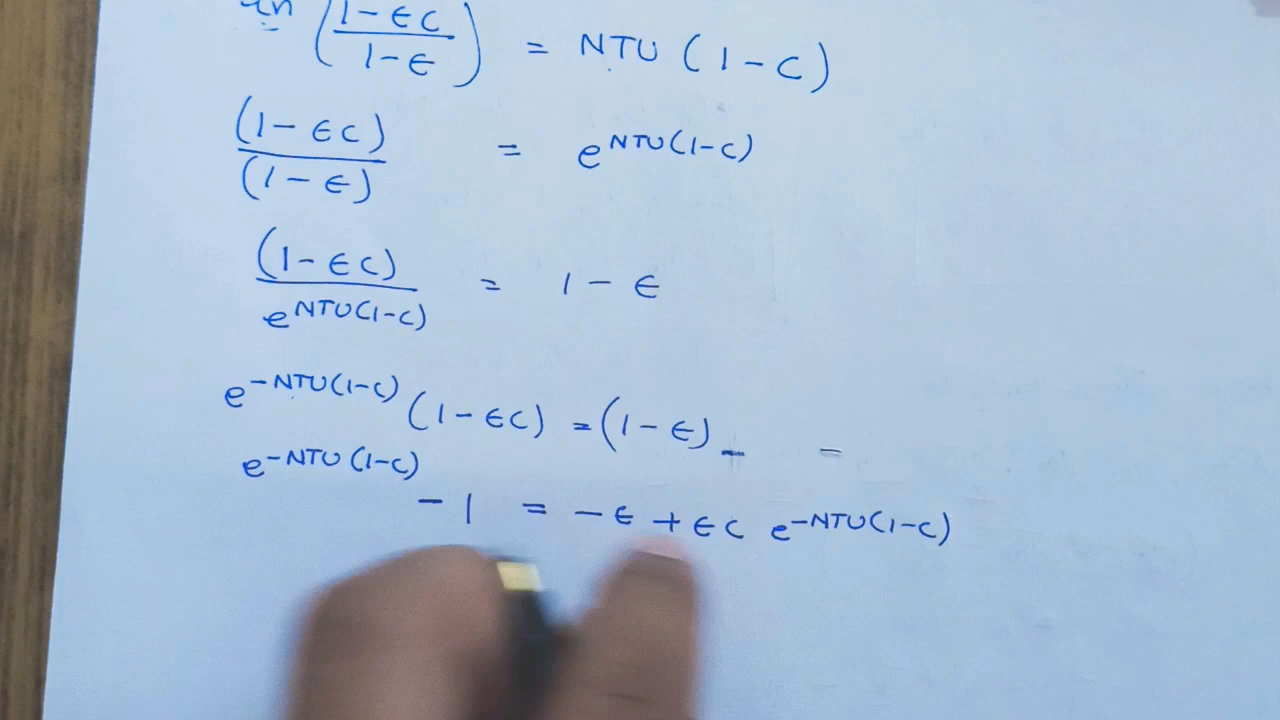 ln ((1-ϵC)/(1-ϵ)) = NTU (1-C)
(1-ϵC)/(1-ϵ) = e^NTU(1-C)
(1-ϵC)/e^NTU(1-C) = 1-ϵ
e^-NTU(1-C) (1-ϵC) = (1-ϵ)
e^-NTU(1-C) - 1 = -ϵ + ϵC e^-NTU(1-C)